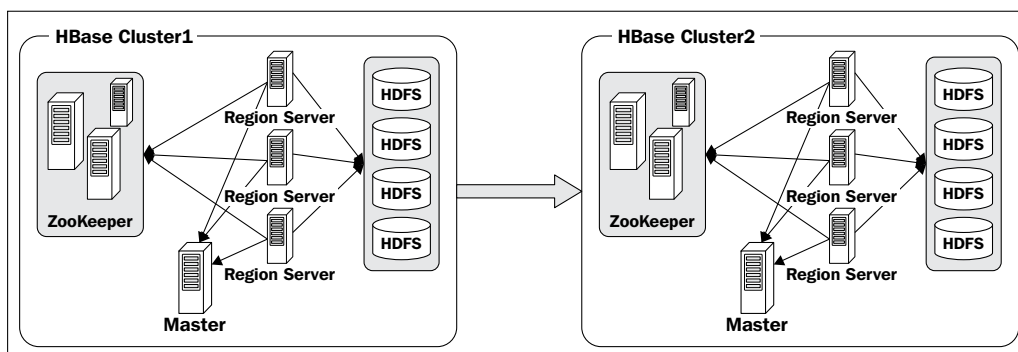 HBase Cluster1
ZooKeeper
Region Server
Region Server
Region Server
Master
HDFS
HDFS
HDFS
HDFS
HBase Cluster2
ZooKeeper
Region Server
Region Server
Region Server
Master
HDFS
HDFS
HDFS
HDFS